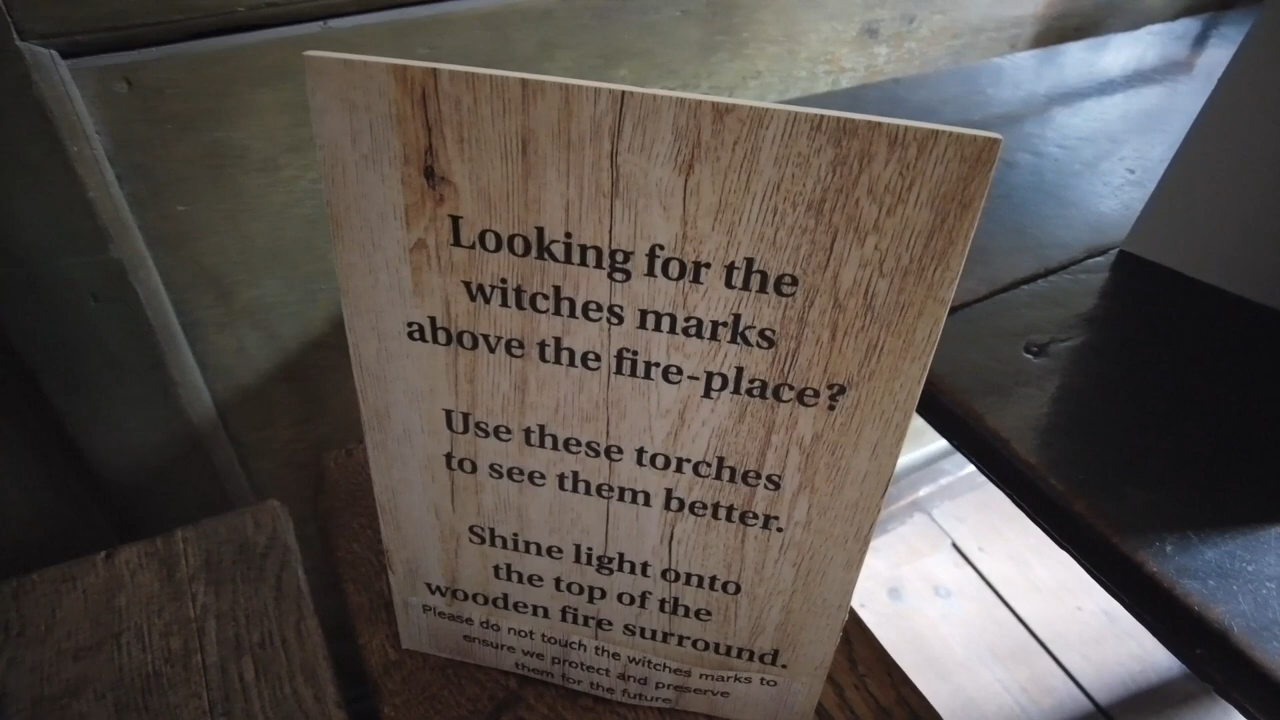 Looking for the
witches marks
above the fire-place?
Use these torches
to see them better.
Shine light onto
the top of the
wooden fire surround.
Please do not touch the witches marks to
ensure we protect and preserve
them for the future